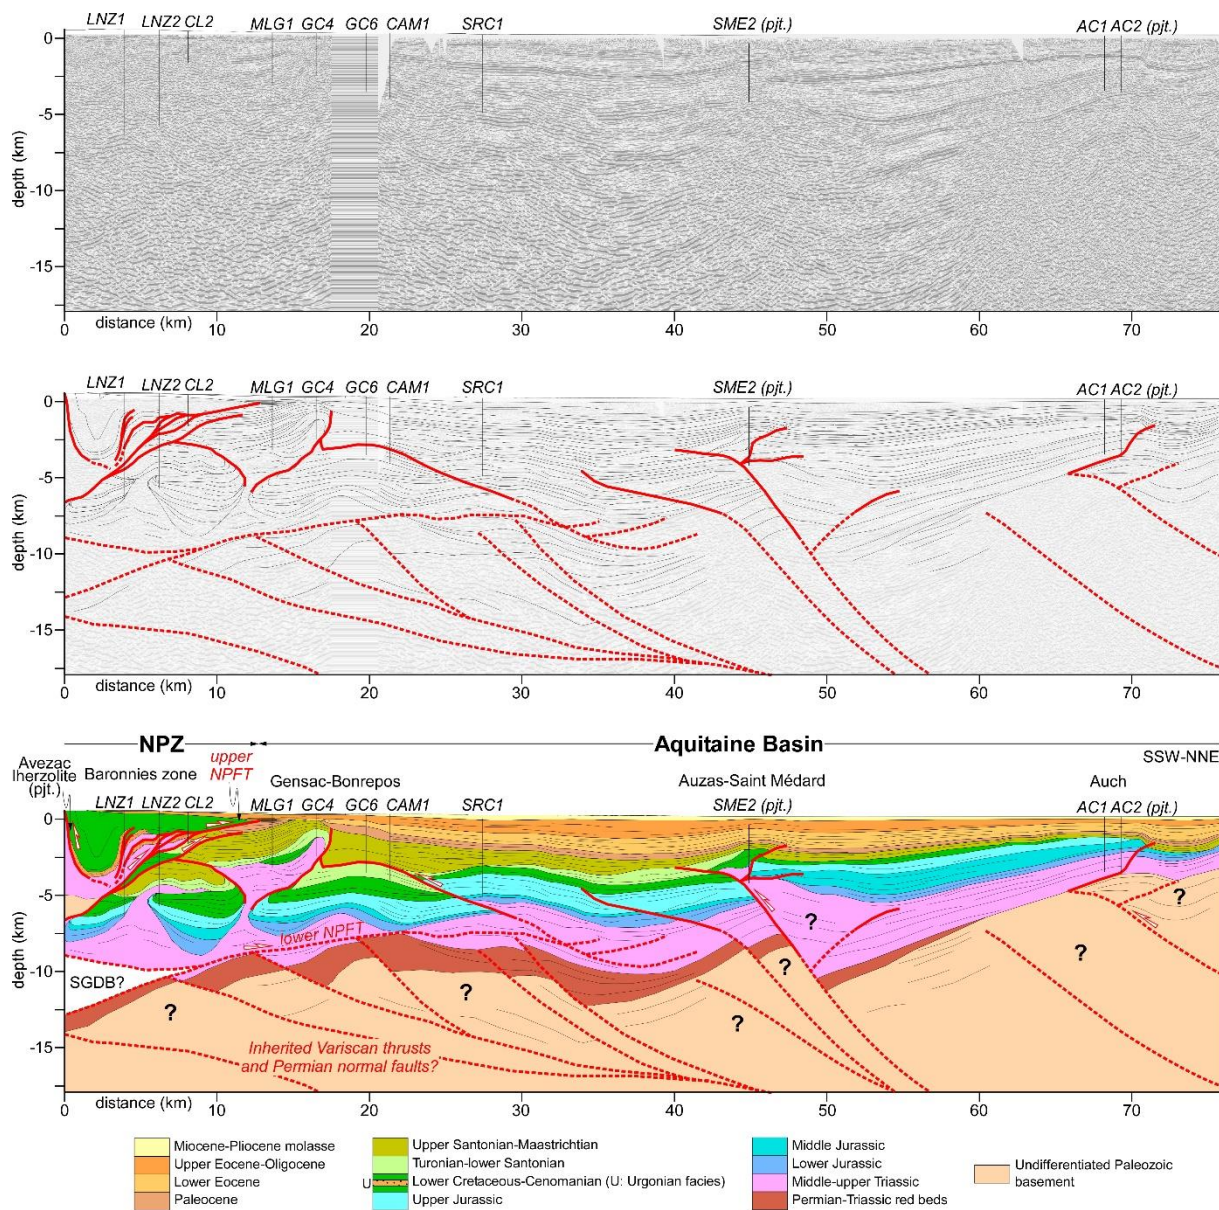 LNZ1 LNZ2 CL2 MLG1 GC4 GC6 CAM1 SRC1 SME2 (pjt.) AC1 AC2 (pjt.)
0
-5
-10
-15
depth (km)
0 10 20 30 40 50 60 70
distance (km)
LNZ1 LNZ2 CL2 MLG1 GC4 GC6 CAM1 SRC1 SME2 (pjt.) AC1 AC2 (pjt.)
0
-5
-10
-15
depth (km)
0 10 20 30 40 50 60 70
distance (km)
NPZ Aquitaine Basin
SSW-NNE
Avezac
lherzolite
(pjt.)
Baronnies zone
upper
NPFT
Gensac-Bonrepos
Auzas-Saint Médard
Auch
LNZ1 LNZ2 CL2 MLG1 GC4 GC6 CAM1 SRC1 SME2 (pjt.) AC1 AC2 (pjt.)
0
-5
-10
-15
depth (km)
lower NPFT
SGDB?
?
?
?
?
?
?
?
Inherited Variscan thrusts
and Permian normal faults?
0 10 20 30 40 50 60 70
distance (km)
Miocene-Pliocene molasse
Upper Eocene-Oligocene
Lower Eocene
Paleocene
Upper Santonian-Maastrichtian
Turonian-lower Santonian
U Lower Cretaceous-Cenomanian (U: Urgonian facies)
Upper Jurassic
Middle Jurassic
Lower Jurassic
Middle-upper Triassic
Permian-Triassic red beds
Undifferentiated Paleozoic
basement